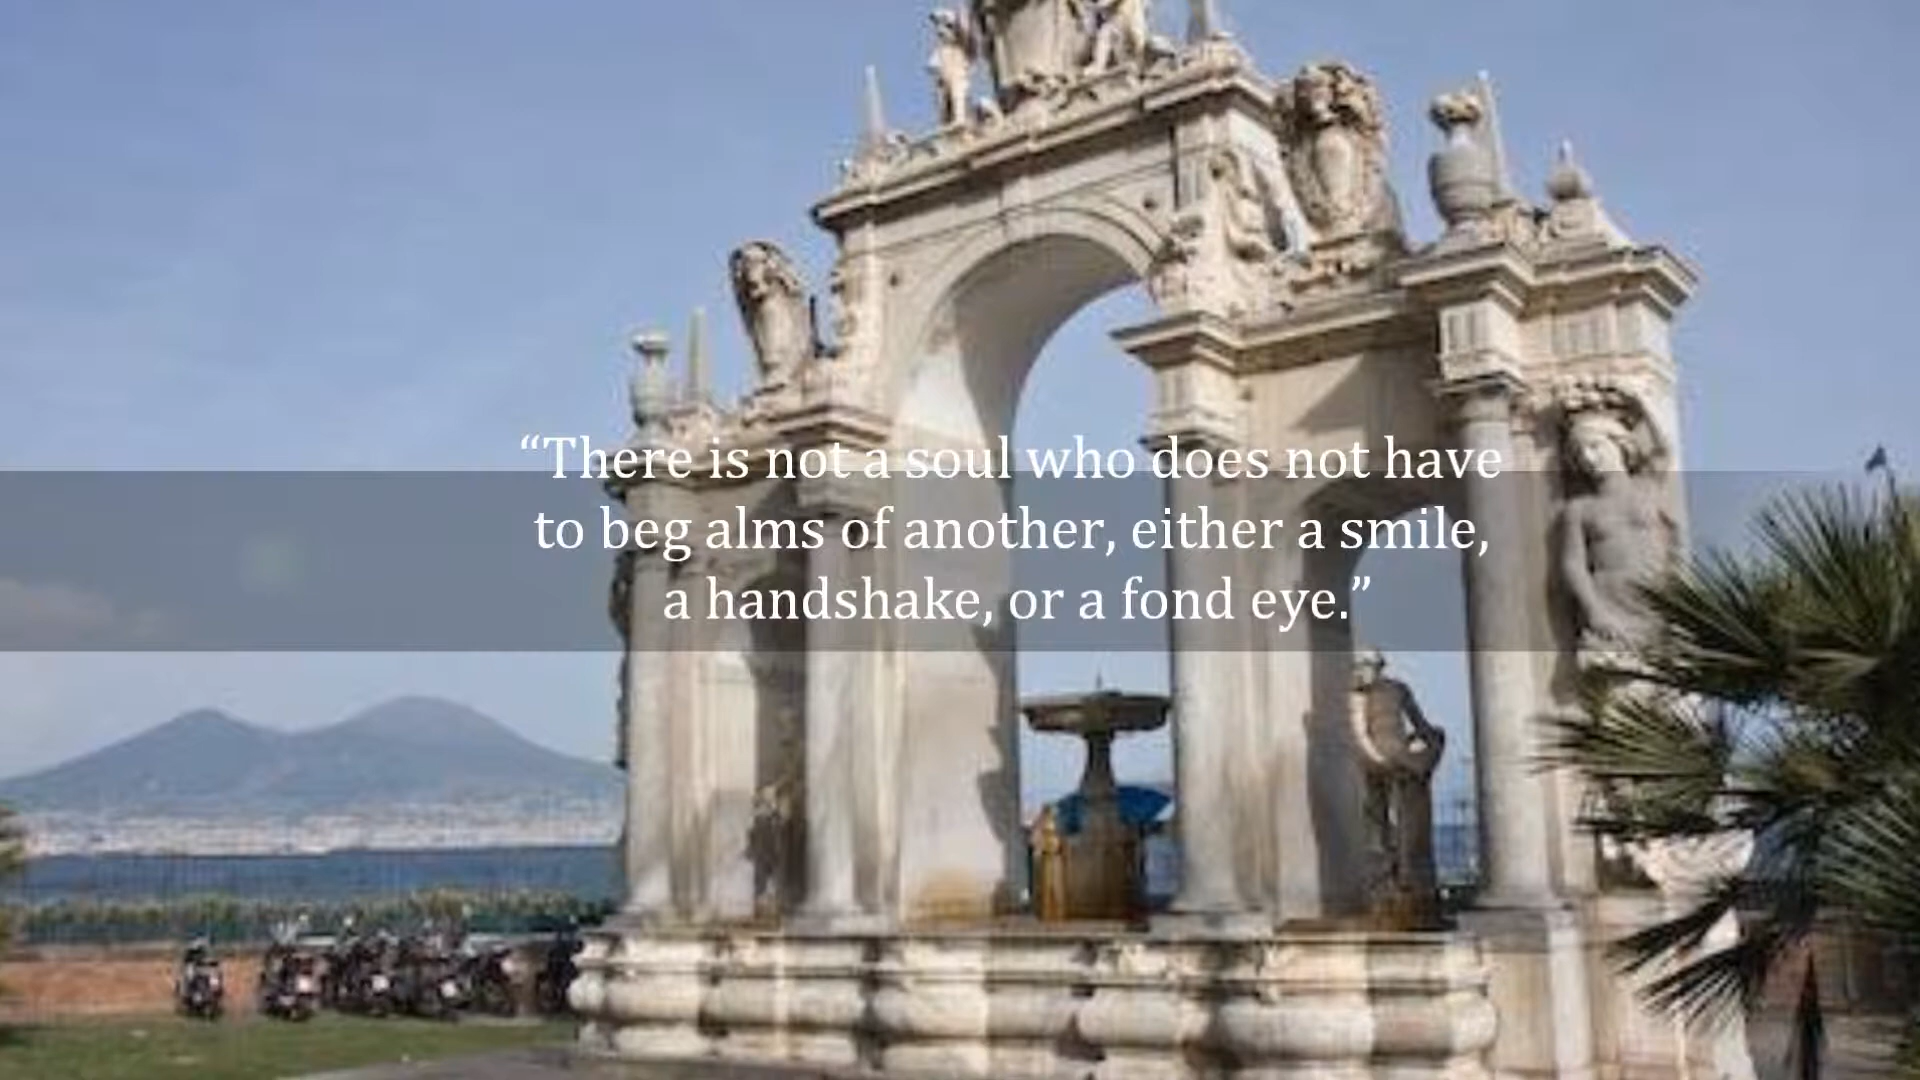 “There is not a soul who does not have
to beg alms of another, either a smile,
a handshake, or a fond eye.”